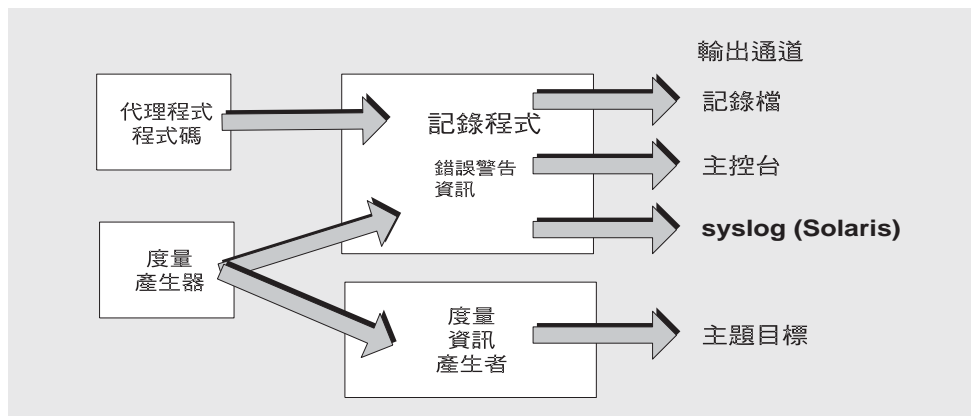 輸出通道
代理程式
程式碼
記錄程式
錯誤警告
資訊
記錄檔
主控台
syslog (Solaris)
度量
產生器
度量
資訊
產生者
主題目標